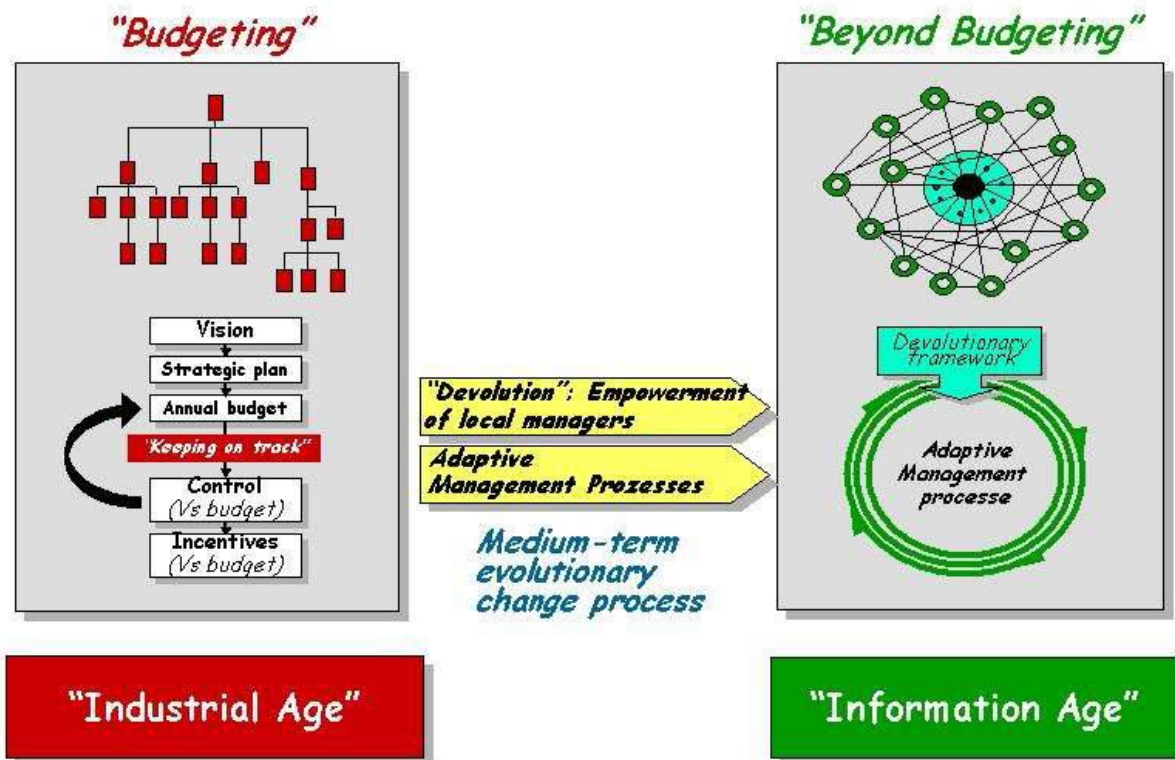 “Budgeting”
“Beyond Budgeting”
Vision
Strategic plan
Annual budget
“Keeping on track”
Control
(Vs budget)
Incentives
(Vs budget)
“Devolution”: Empowerment
of local managers
Adaptive
Management Prozesses
Medium-term
evolutionary
change process
Devolutionary
framework
Adaptive
Management
processe
“Industrial Age”
“Information Age”